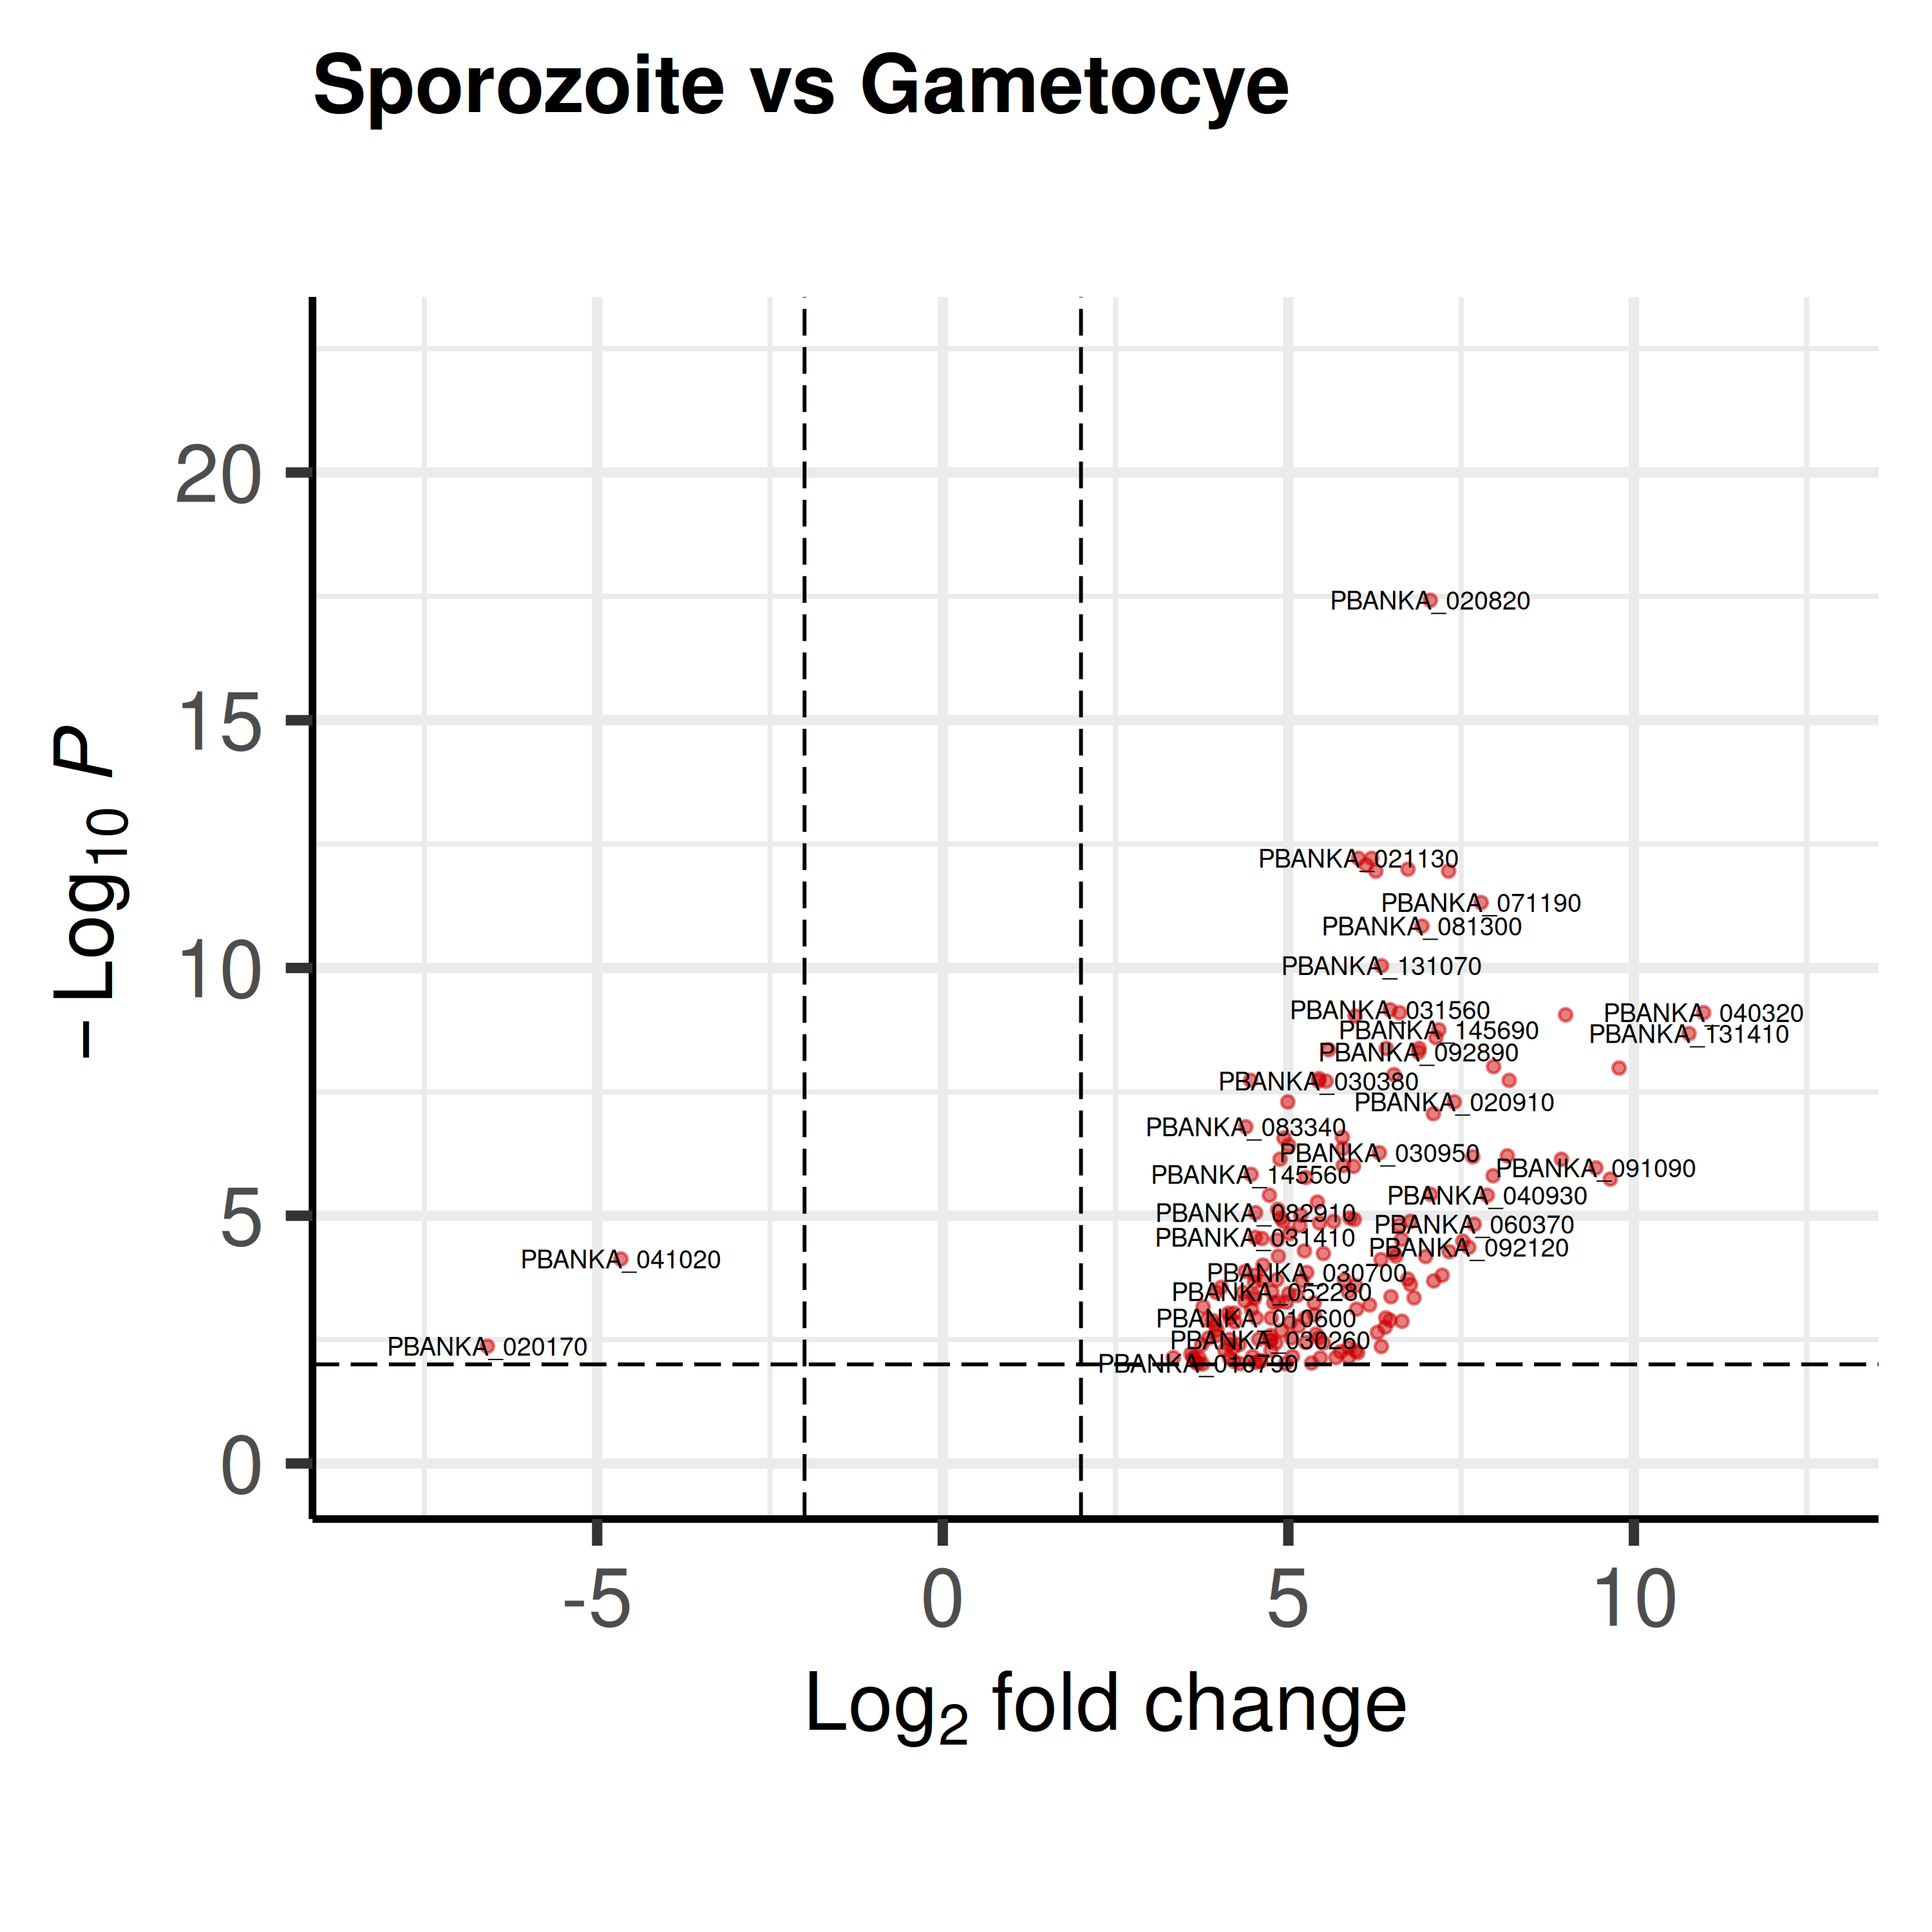 Sporozoite vs Gametocye
− Log10 P
20
15
10
5
0
PBANKA_020820
PBANKA_021130
PBANKA_071190
PBANKA_081300
PBANKA_131070
PBANKA_031560
PBANKA_040320
PBANKA_145690
PBANKA_131410
PBANKA_092890
PBANKA_030380
PBANKA_020910
PBANKA_083340
PBANKA_030950
PBANKA_091090
PBANKA_145560
PBANKA_040930
PBANKA_082910
PBANKA_060370
PBANKA_031410
PBANKA_092120
PBANKA_041020
PBANKA_030700
PBANKA_052280
PBANKA_010600
PBANKA_030260
PBANKA_020170
PBANKA_010790
-5
0
5
10
Log2 fold change